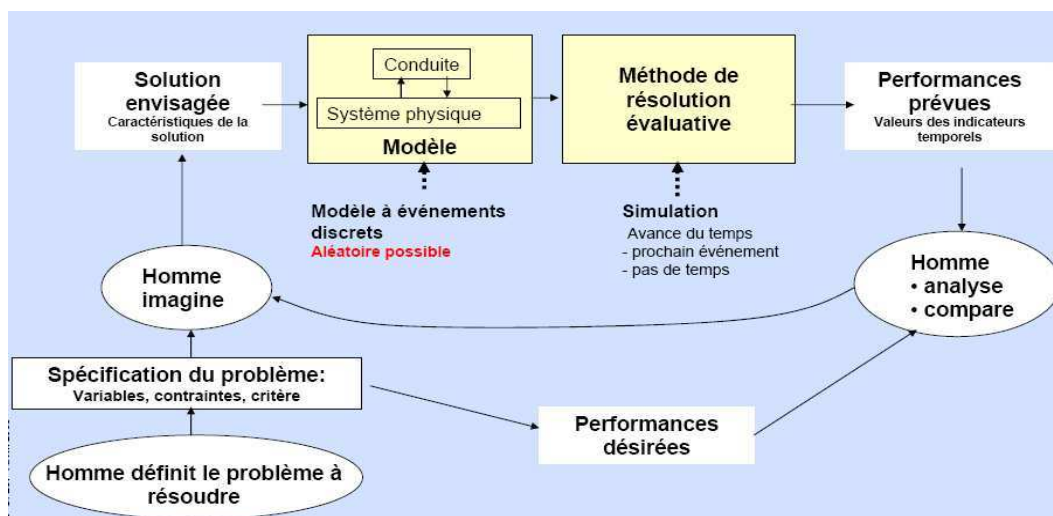 Solution
envisagée
Caractéristiques de la
solution
Conduite
Système physique
Modèle
Méthode de
résolution
évaluative
Performances
prévues
Valeurs des indicateurs
temporels
Modèle à événements
discrets
Aléatoire possible
Simulation
Avance du temps
- prochain événement
- pas de temps
Homme
imagine
Homme
• analyse
• compare
Spécification du problème:
Variables, contraintes, critère
Performances
désirées
Homme définit le problème à
résoudre